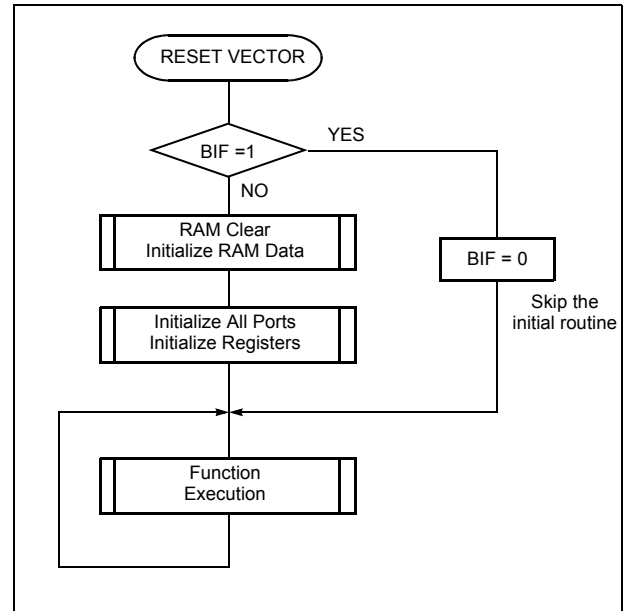 RESET VECTOR
BIF =1
YES
NO
RAM Clear
Initialize RAM Data
BIF = 0
Skip the
initial routine
Initialize All Ports
Initialize Registers
Function
Execution